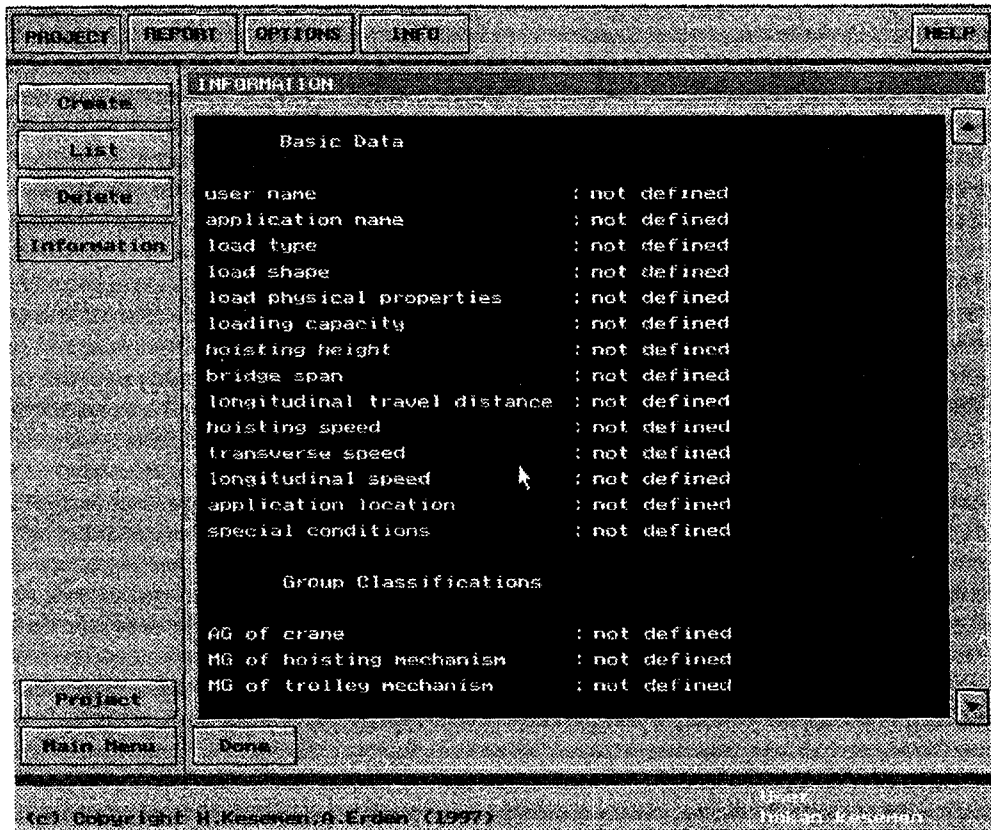 PROJECT REPORT OPTIONS INFO HELP
INFORMATION
Create
List
Delete
Information
Basic Data
user name : not defined
application name : not defined
load type : not defined
load shape : not defined
load physical properties : not defined
loading capacity : not defined
hoisting height : not defined
bridge span : not defined
longitudinal travel distance : not defined
hoisting speed : not defined
transverse speed : not defined
longitudinal speed : not defined
application location : not defined
special conditions : not defined
Group Classifications
AG of crane : not defined
MG of hoisting mechanism : not defined
MG of trolley mechanism : not defined
Project
Main Menu
Done
User
(c) Copyright H.Kesemen,A.Erden (1997)
hakan kesemen